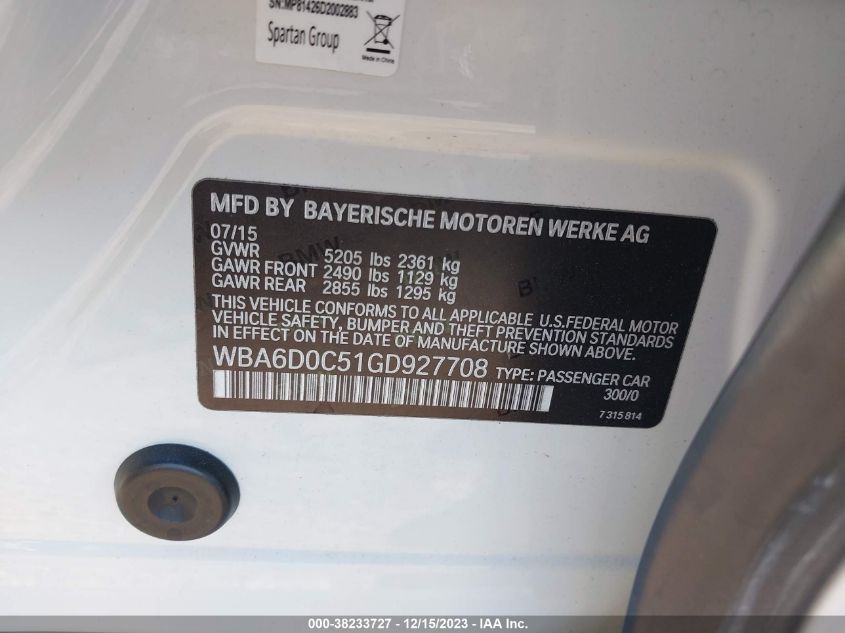 SN:MP81426D2002883
Spartan Group
Made in China
MFD BY BAYERISCHE MOTOREN WERKE AG
07/15
GVWR 5205 lbs 2361 kg
GAWR FRONT 2490 lbs 1129 kg
GAWR REAR 2855 lbs 1295 kg
THIS VEHICLE CONFORMS TO ALL APPLICABLE U.S.FEDERAL MOTOR
VEHICLE SAFETY, BUMPER AND THEFT PREVENTION STANDARDS
IN EFFECT ON THE DATE OF MANUFACTURE SHOWN ABOVE.
WBA6D0C51GD927708 TYPE: PASSENGER CAR
300/0
7 315 814
000-38233727 - 12/15/2023 - IAA Inc.